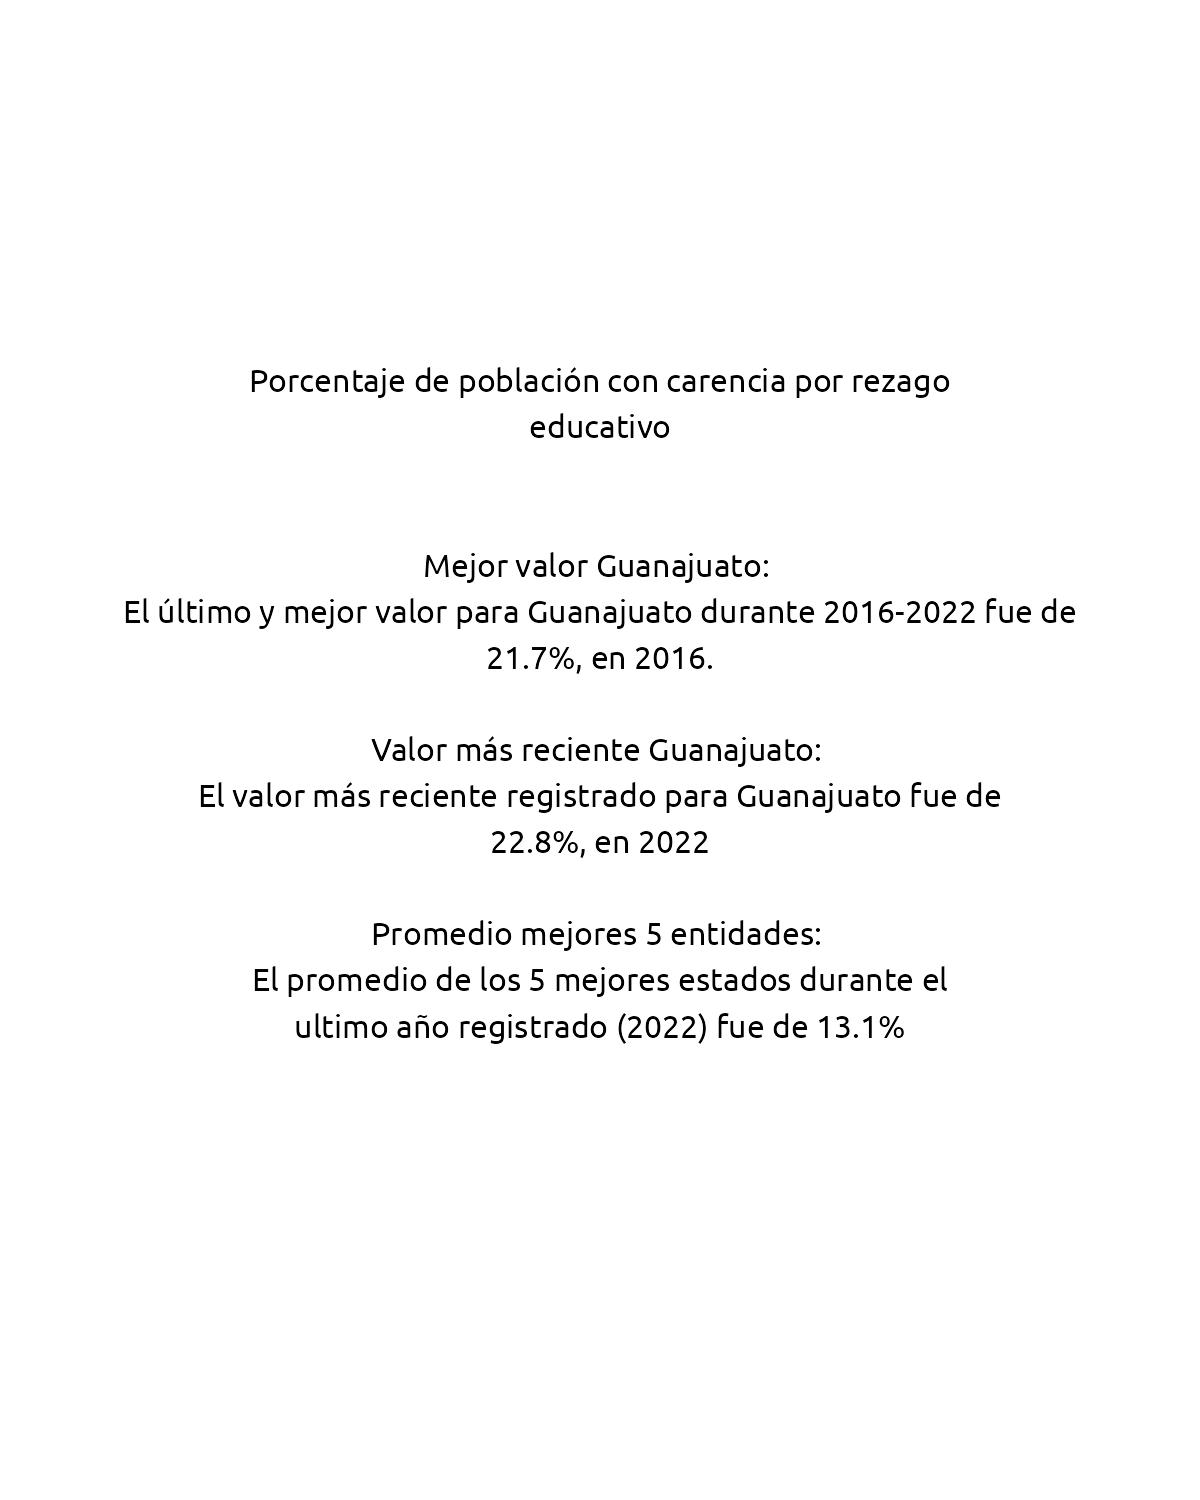 Porcentaje de población con carencia por rezago
educativo
Mejor valor Guanajuato:
El último y mejor valor para Guanajuato durante 2016-2022 fue de
21.7%, en 2016.
Valor más reciente Guanajuato:
El valor más reciente registrado para Guanajuato fue de
22.8%, en 2022
Promedio mejores 5 entidades:
El promedio de los 5 mejores estados durante el
ultimo año registrado (2022) fue de 13.1%